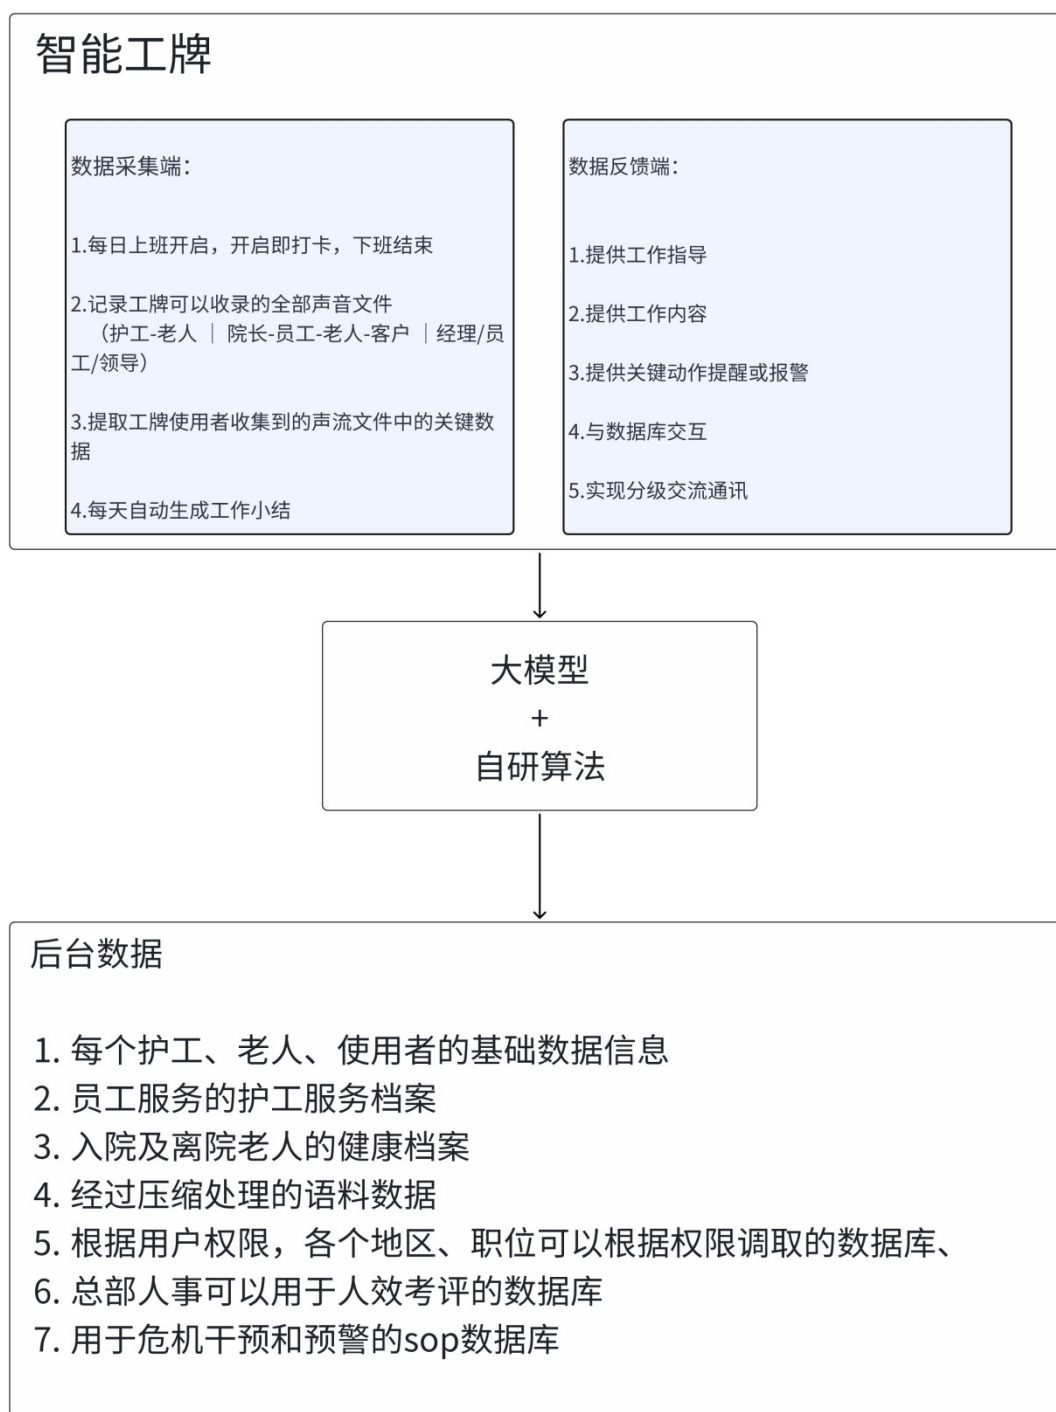 智能工牌
数据采集端：
1.每日上班开启，开启即打卡，下班结束
2.记录工牌可以收录的全部声音文件
（护工-老人 ｜ 院长-员工-老人-客户 ｜经理/员
工/领导）
3.提取工牌使用者收集到的声流文件中的关键数
据
4.每天自动生成工作小结
数据反馈端：
1.提供工作指导
2.提供工作内容
3.提供关键动作提醒或报警
4.与数据库交互
5.实现分级交流通讯
大模型
+
自研算法
后台数据
1. 每个护工、老人、使用者的基础数据信息
2. 员工服务的护工服务档案
3. 入院及离院老人的健康档案
4. 经过压缩处理的语料数据
5. 根据用户权限，各个地区、职位可以根据权限调取的数据库、
6. 总部人事可以用于人效考评的数据库
7. 用于危机干预和预警的sop数据库